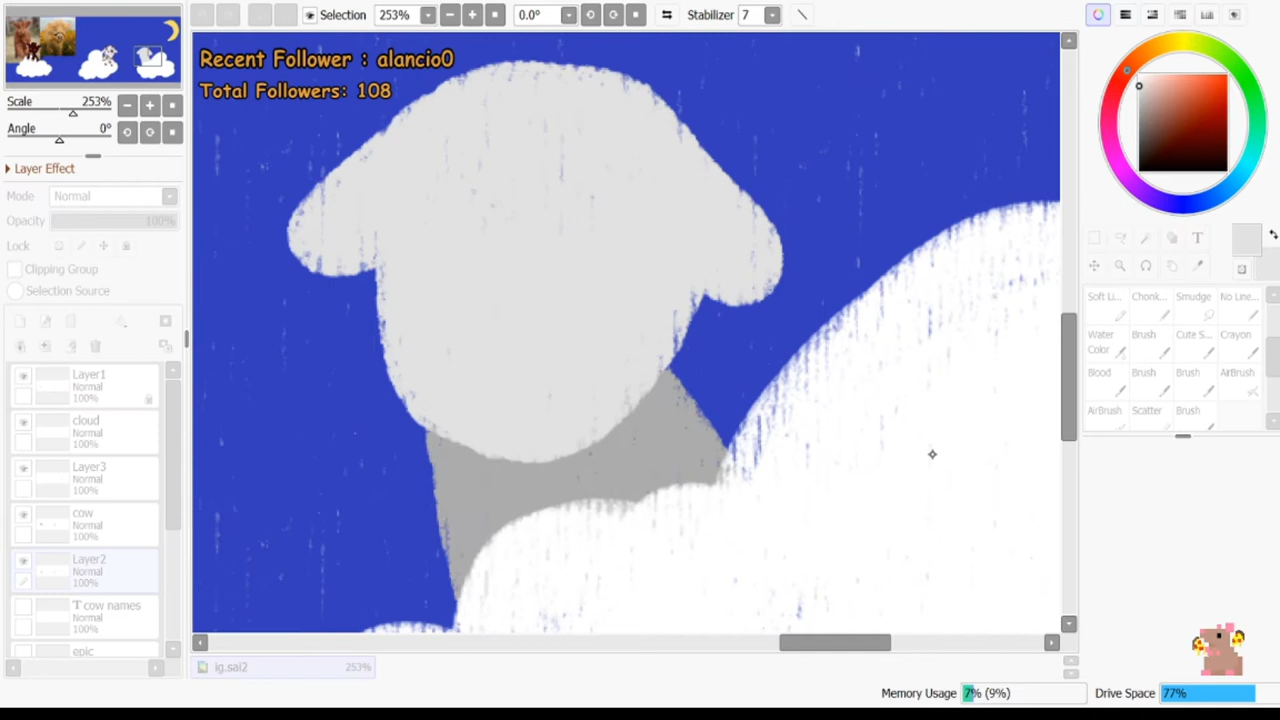 Selection
253%
0.0°
Stabilizer 7
Recent Follower : alancio0
Total Followers: 108
Scale 253%
Angle 0°
Layer Effect
Mode Normal
Opacity 100%
Lock
Clipping Group
Selection Source
Layer1
Normal
100%
cloud
Normal
100%
Layer3
Normal
100%
cow
Normal
100%
Layer2
Normal
100%
T cow names
Normal
100%
epic
T
Soft Li... Chonk... Smudge No Line...
Water Color Brush Cute S... Crayon
Blood Brush Brush AirBrush
AirBrush Scatter Brush
ig.sai2 253%
Memory Usage 7% (9%) Drive Space 77%